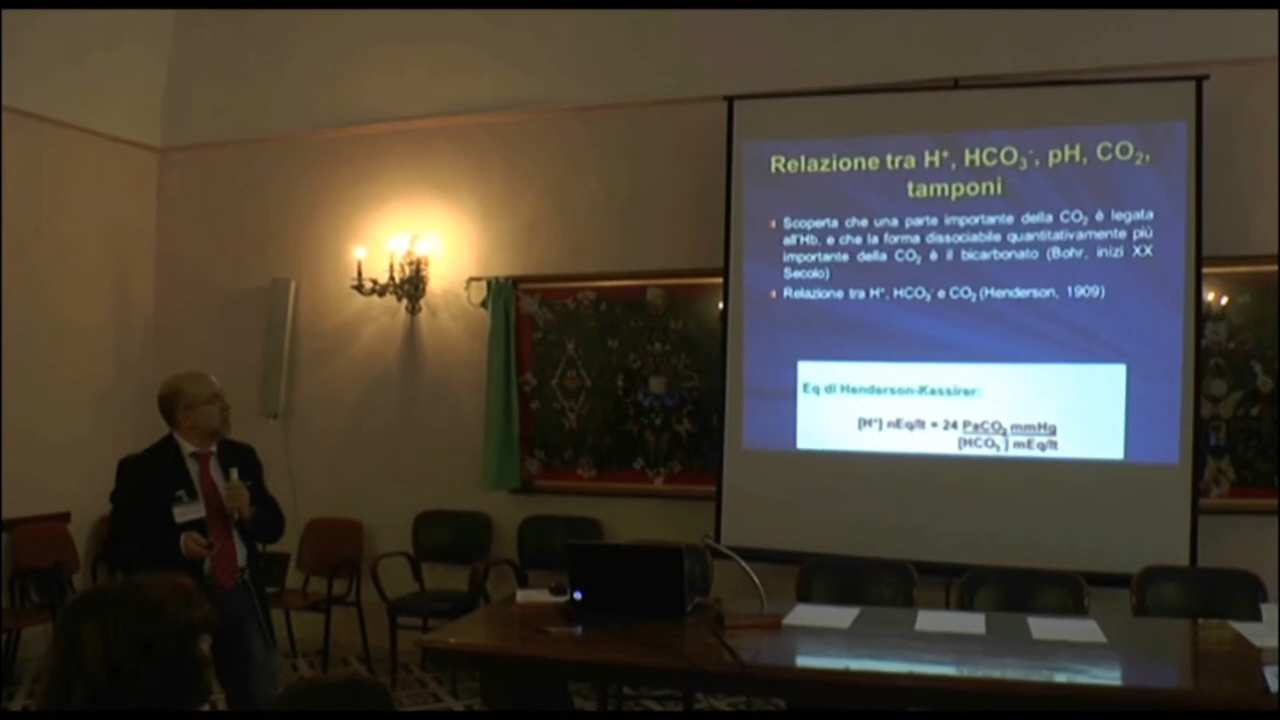 Relazione tra H⁺, HCO₃⁻, pH, CO₂,
tamponi
Scoperta che una parte importante della CO₂ è legata
all'Hb, e che la forma dissociabile quantitativamente più
importante della CO₂ è il bicarbonato (Bohr, inizi XX
Secolo)
Relazione tra H⁺, HCO₃⁻ e CO₂ (Henderson, 1909)
Eq di Henderson-Kassirer:
[H⁺] nEq/lt = 24 PaCO₂ mmHg
[HCO₃⁻] mEq/lt